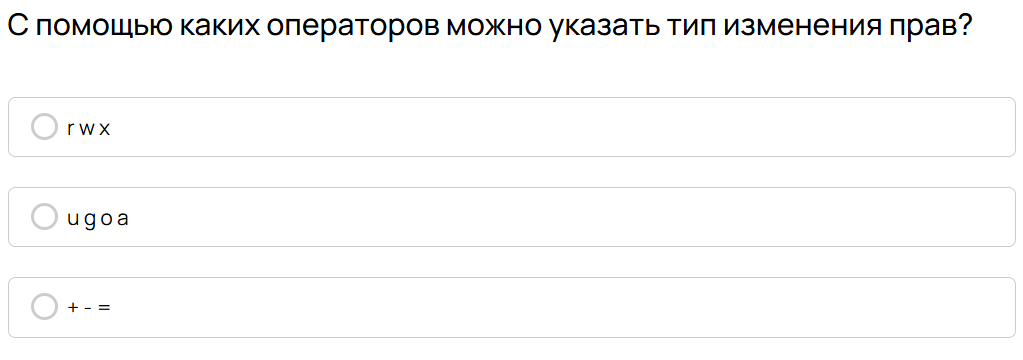 С помощью каких операторов можно указать тип изменения прав?
r w x
u g o a
+ - =